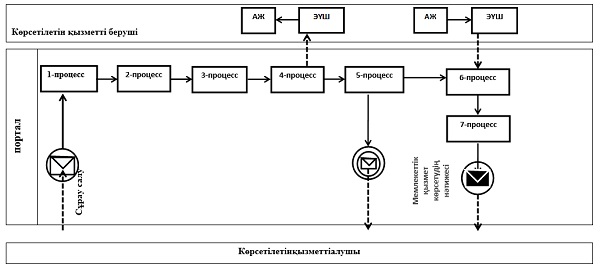 АЖ ЭҮШ АЖ ЭҮШ
Көрсетілетін қызметті беруші
1-процесс 2-процесс 3-процесс 4-процесс 5-процесс 6-процесс
7-процесс
портал
Сұрау салу
Мемлекеттік
қызмет
көрсетудің
нәтижесі
Көрсетілетінқызметтіалушы